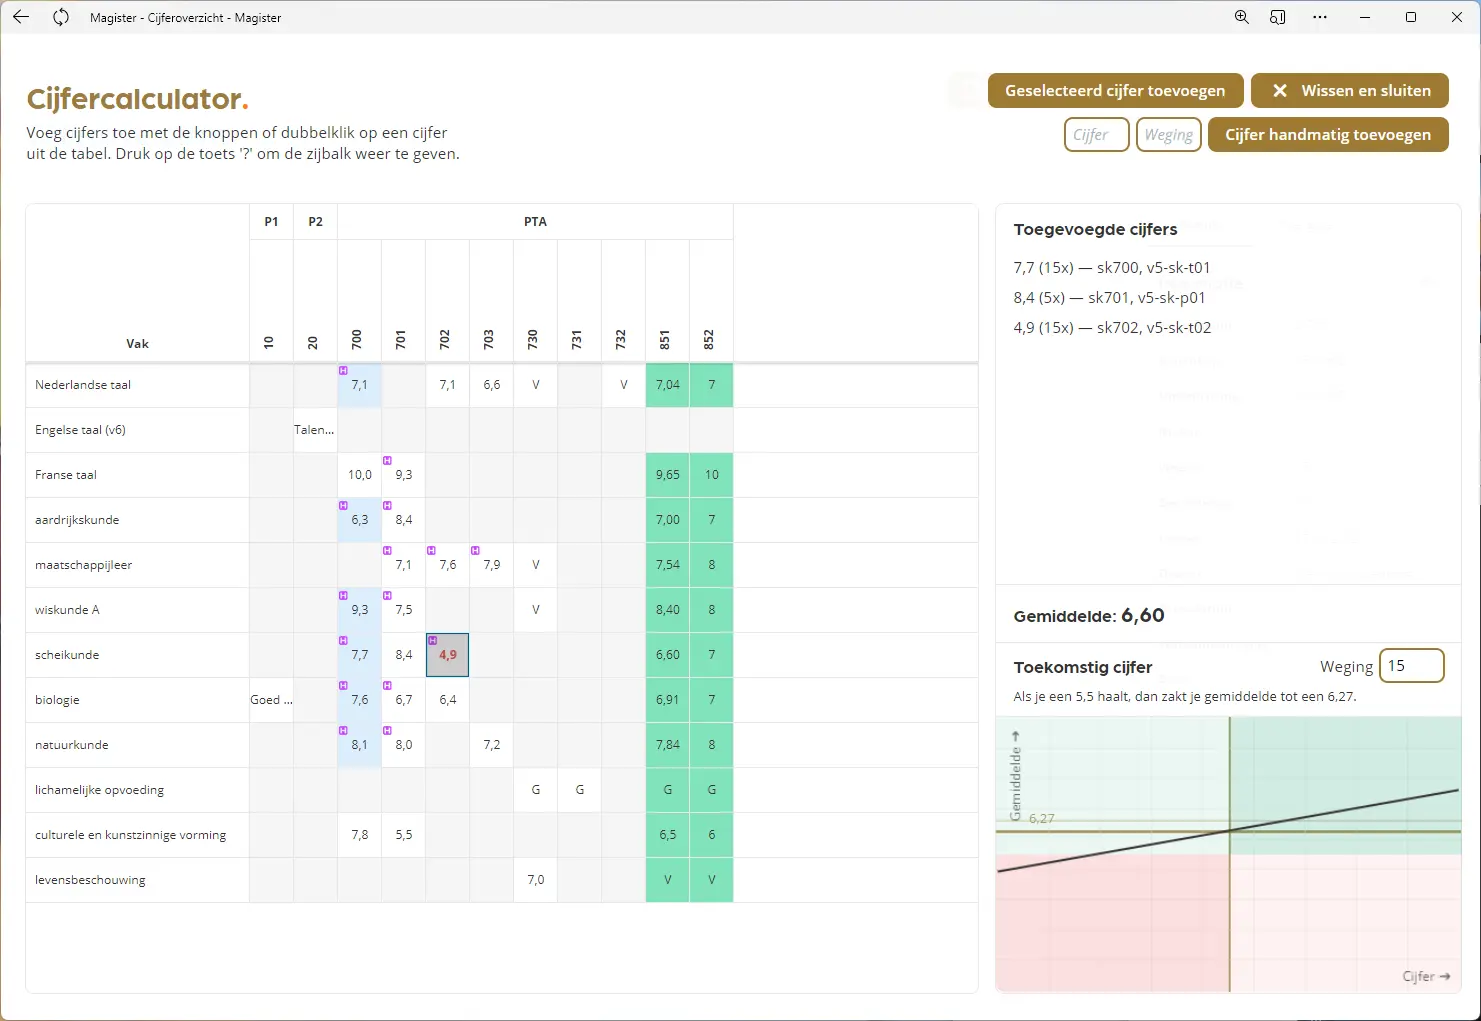 Magister - Cijferoverzicht - Magister
Cijfercalculator.
Voeg cijfers toe met de knoppen of dubbelklik op een cijfer
uit de tabel. Druk op de toets '?' om de zijbalk weer te geven.
Geselecteerd cijfer toevoegen
Wissen en sluiten
Cijfer
Weging
Cijfer handmatig toevoegen
P1 P2 PTA
Vak 10 20 700 701 702 703 730 731 732 851 852
Nederlandse taal H 7,1 7,1 6,6 V V 7,04 7
Engelse taal (v6) Talen...
Franse taal 10,0 H 9,3 9,65 10
aardrijkskunde H 6,3 H 8,4 7,00 7
maatschappijleer H 7,1 H 7,6 H 7,9 V 7,54 8
wiskunde A H 9,3 H 7,5 V 8,40 8
scheikunde H 7,7 8,4 H 4,9 6,60 7
biologie Goed ... H 7,6 H 6,7 6,4 6,91 7
natuurkunde H 8,1 H 8,0 7,2 7,84 8
lichamelijke opvoeding G G G G
culturele en kunstzinnige vorming 7,8 5,5 6,5 6
levensbeschouwing 7,0 V V
Toegevoegde cijfers
7,7 (15x) — sk700, v5-sk-t01
8,4 (5x) — sk701, v5-sk-p01
4,9 (15x) — sk702, v5-sk-t02
Gemiddelde: 6,60
Toekomstig cijfer
Weging 15
Als je een 5,5 haalt, dan zakt je gemiddelde tot een 6,27.
Gemiddelde →
6,27
Cijfer →